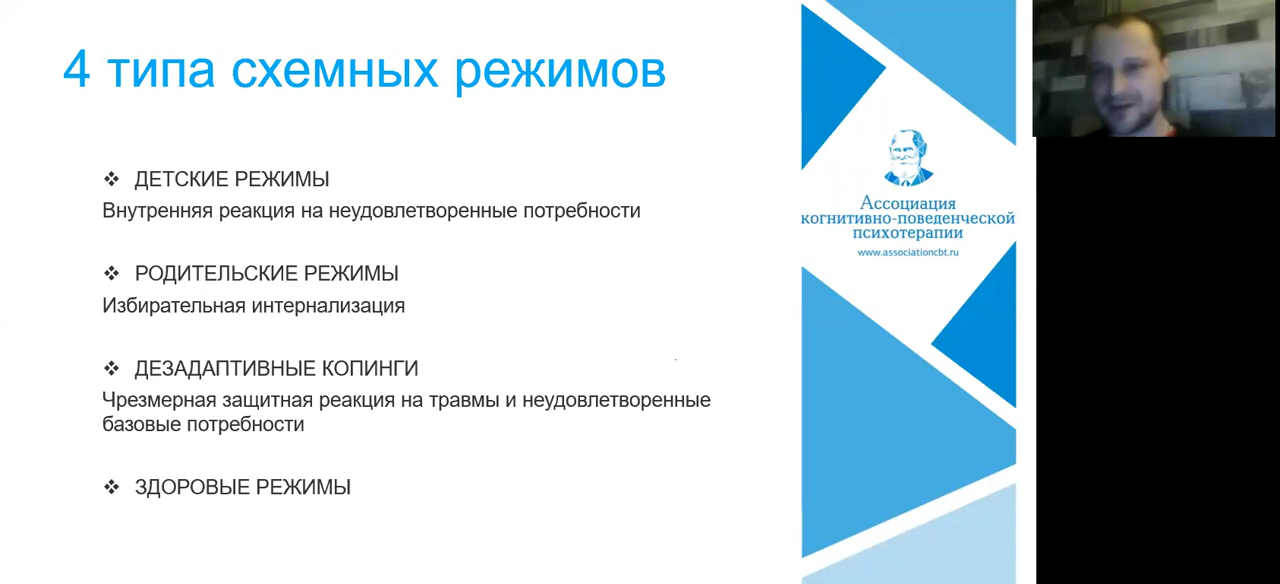 4 типа схемных режимов
❖ ДЕТСКИЕ РЕЖИМЫ
Внутренняя реакция на неудовлетворенные потребности
❖ РОДИТЕЛЬСКИЕ РЕЖИМЫ
Избирательная интернализация
❖ ДЕЗАДАПТИВНЫЕ КОПИНГИ
Чрезмерная защитная реакция на травмы и неудовлетворенные
базовые потребности
❖ ЗДОРОВЫЕ РЕЖИМЫ
Ассоциация
когнитивно-поведенческой
психотерапии
www.associationcbt.ru